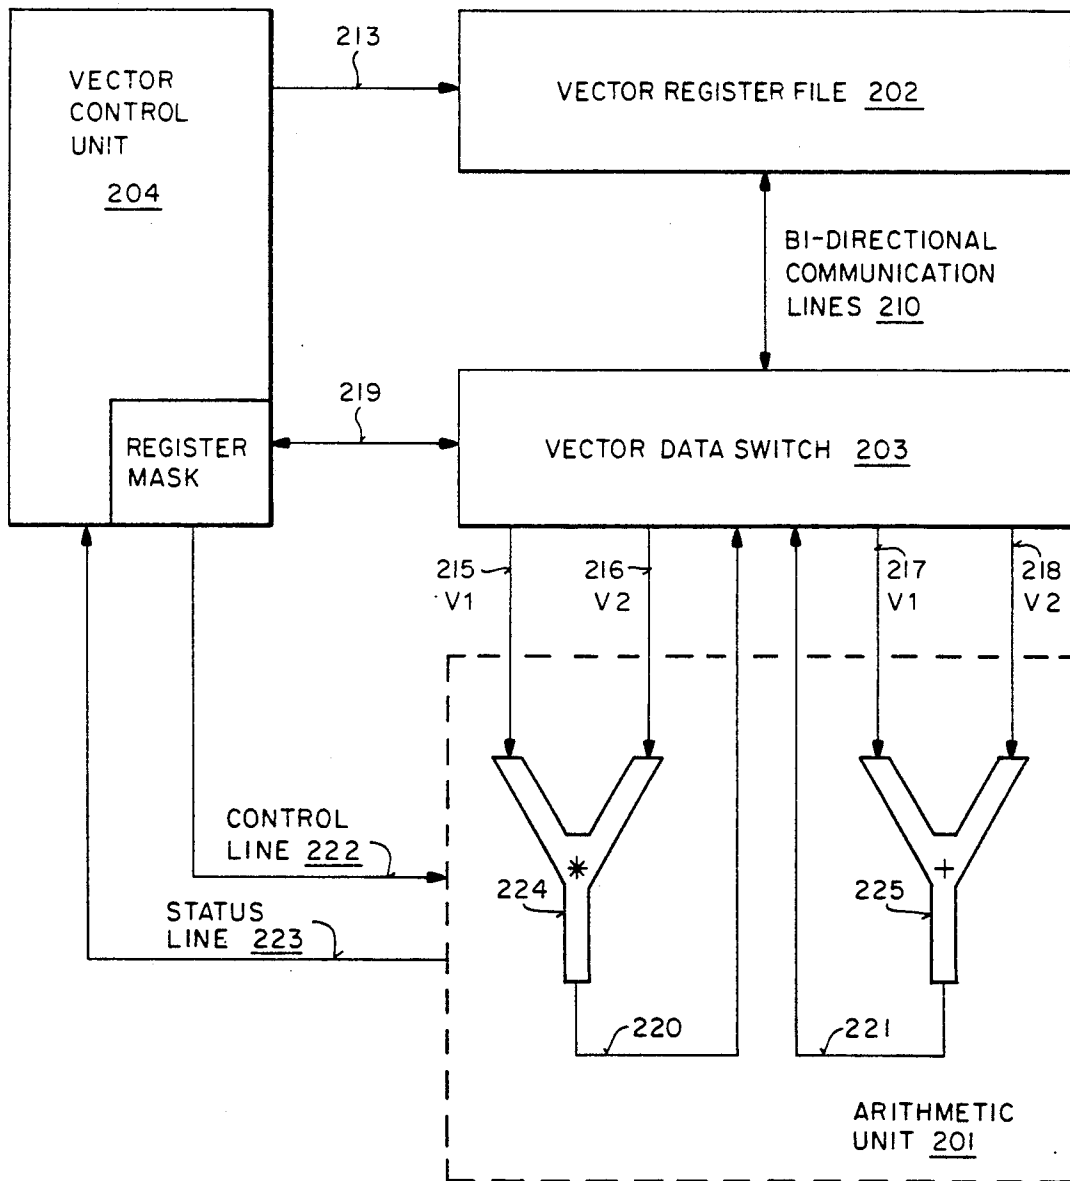 213
VECTOR
CONTROL
UNIT
204
VECTOR REGISTER FILE 202
BI-DIRECTIONAL
COMMUNICATION
LINES 210
219
REGISTER
MASK
VECTOR DATA SWITCH 203
215
V1
216
V2
217
V1
218
V2
CONTROL
LINE 222
STATUS
LINE 223
*
224
+
225
220
221
ARITHMETIC
UNIT 201